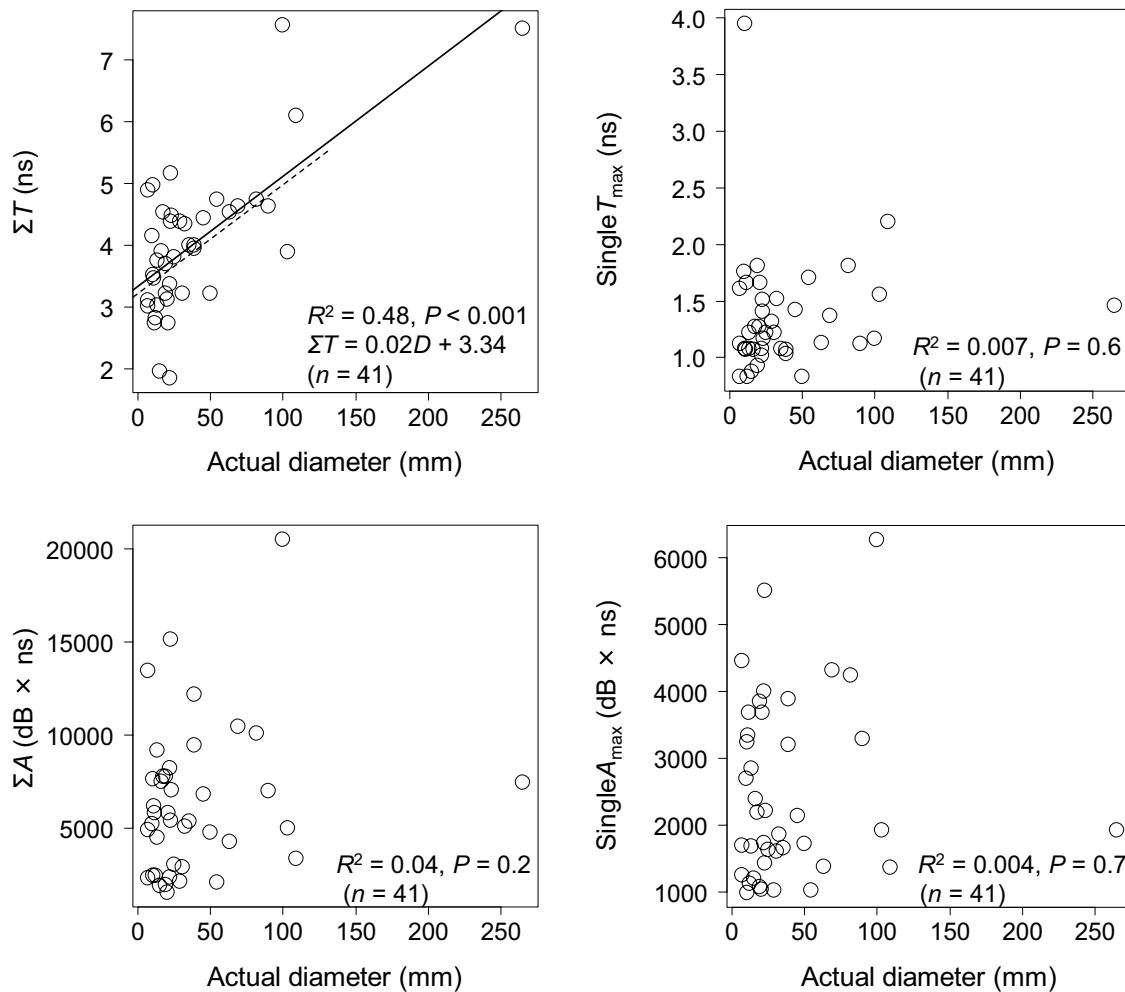 7
6
5
4
3
2
ΣT (ns)
R² = 0.48, P < 0.001
ΣT = 0.02D + 3.34
(n = 41)
0 50 100 150 200 250
Actual diameter (mm)
4.0
3.5
3.0
2.5
2.0
1.5
1.0
SingleTmax (ns)
R² = 0.007, P = 0.6
(n = 41)
0 50 100 150 200 250
Actual diameter (mm)
20000
15000
10000
5000
ΣA (dB × ns)
R² = 0.04, P = 0.2
(n = 41)
0 50 100 150 200 250
Actual diameter (mm)
6000
5000
4000
3000
2000
1000
SingleAmax (dB × ns)
R² = 0.004, P = 0.7
(n = 41)
0 50 100 150 200 250
Actual diameter (mm)